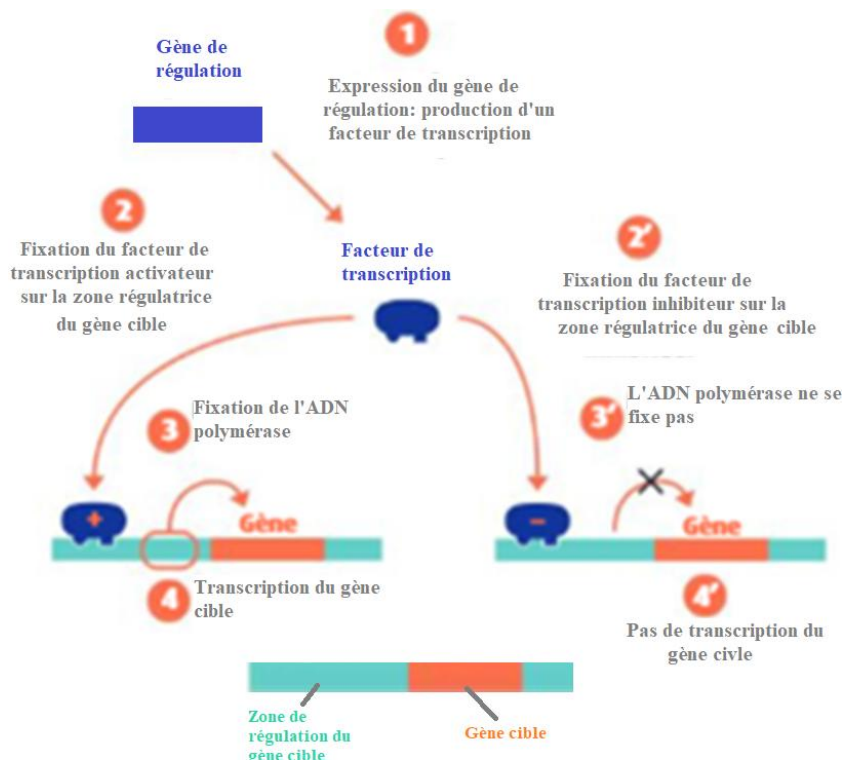 1
Gène de
régulation
Expression du gène de
régulation: production d'un
facteur de transcription
2
Fixation du facteur de
transcription activateur
sur la zone régulatrice
du gène cible
Facteur de
transcription
2'
Fixation du facteur de
transcription inhibiteur sur la
zone régulatrice du gène cible
3
Fixation de l'ADN
polymérase
3'
L'ADN polymérase ne se
fixe pas
+
Gène
-
Gène
4
Transcription du gène
cible
4'
Pas de transcription du
gène civle
Zone de
régulation du
gène cible
Gène cible